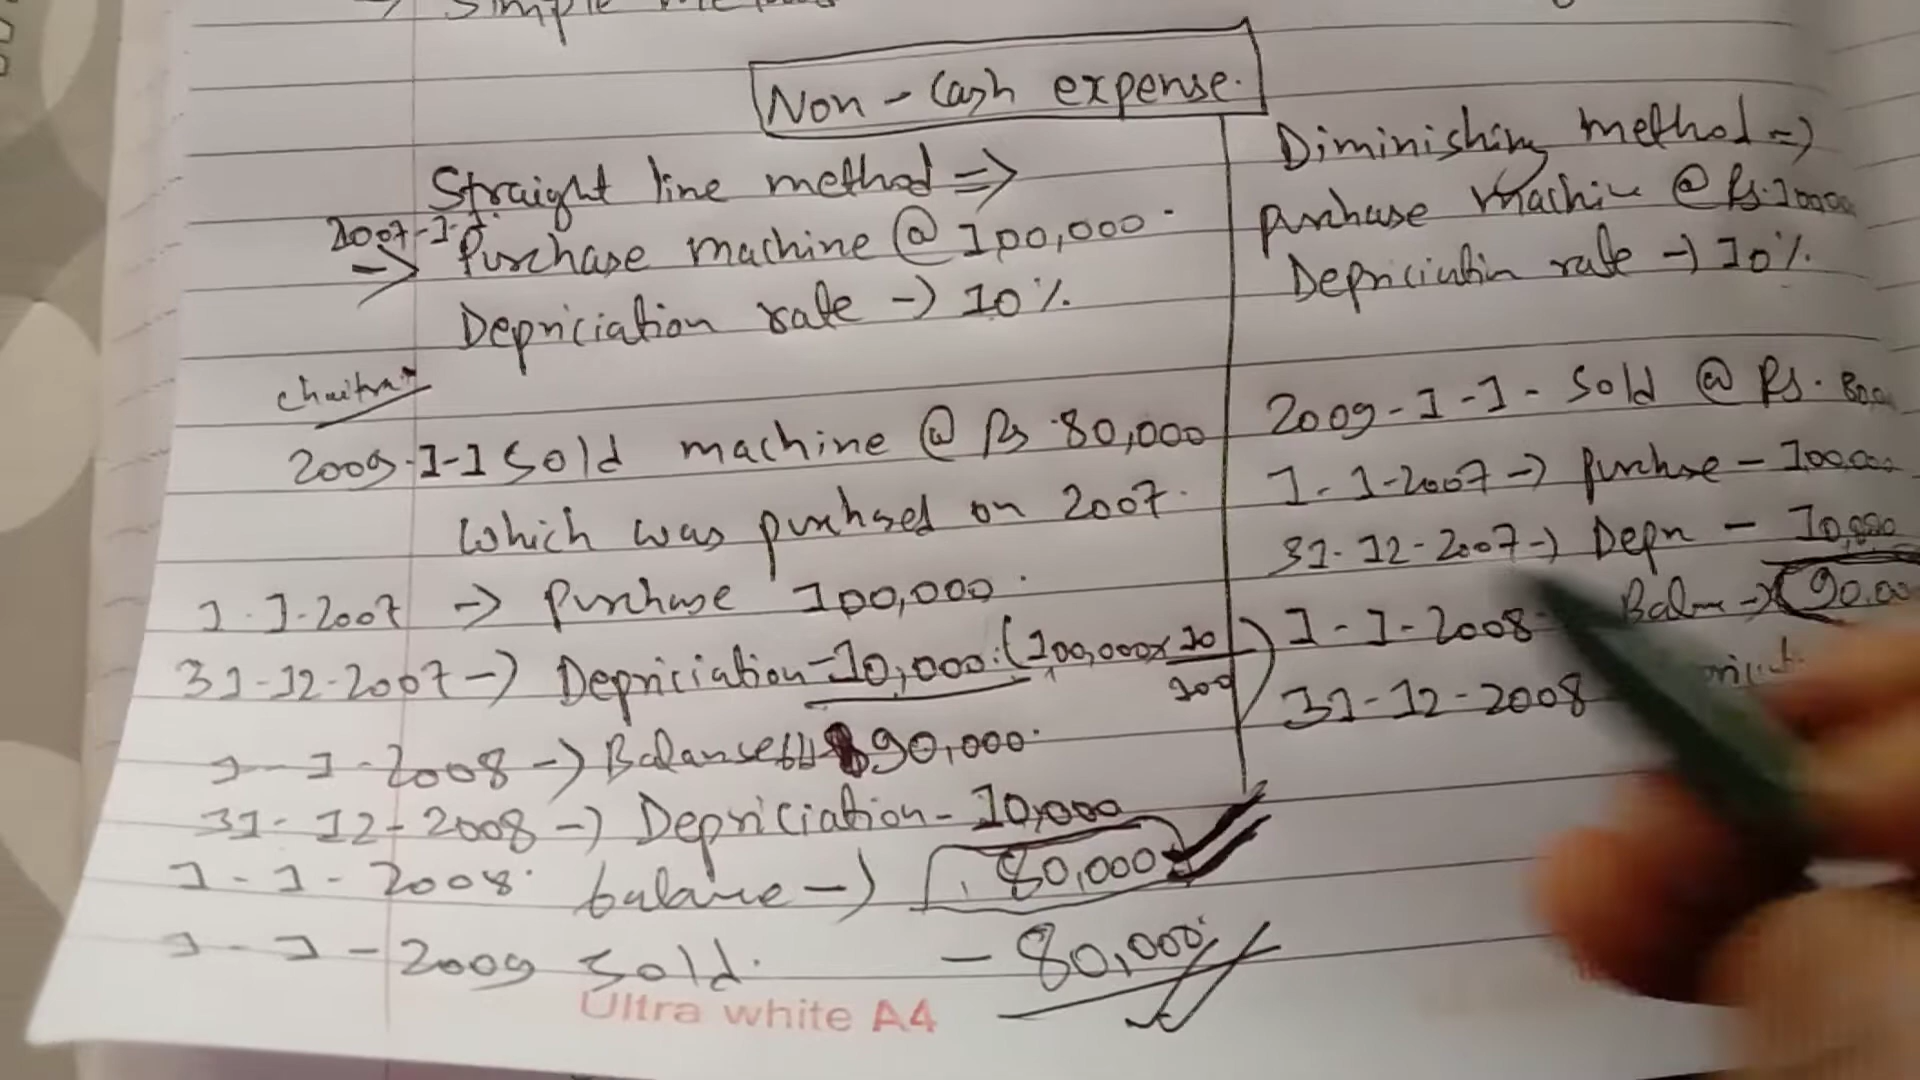 Simple
Non - Cash expense.
Straight line method =>
2007-1-1
-> Purchase machine @ 100,000.
Depriciation rate -> 10%
Chaitra
2009-1-1 Sold machine @ Rs 80,000
Which was purchsed on 2007.
1.1.2007 -> Purchase 100,000.
31-12-2007 -> Depriciation - 10,000. (100,000 x 10/100)
1-1-2008 -> Balanse 90,000.
31-12-2008 -> Depriciation - 10,000
1-1-2008. balance -> 80,000
1-1-2009 Sold. - 80,000
Diminishing method =>
purchase machine @ Rs.
Depriciation rate -> 10%
2009-1-1- Sold @ Rs.
1-1-2007 -> Purchse - 100,000
31-12-2007 -> Depn - 10,000
1-1-2008
31-12-2008
Ultra white A4